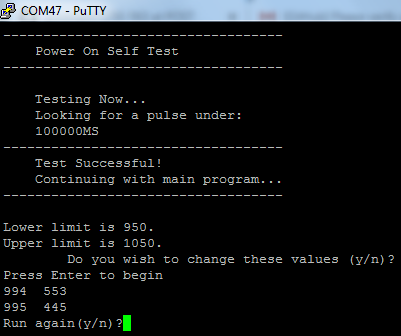 COM47 - PuTTY
-----------------------------------
Power On Self Test
-----------------------------------
Testing Now...
Looking for a pulse under:
100000MS
-----------------------------------
Test Successful!
Continuing with main program...
-----------------------------------
Lower limit is 950.
Upper limit is 1050.
Do you wish to change these values (y/n)?
Press Enter to begin
994 553
995 445
Run again(y/n)?